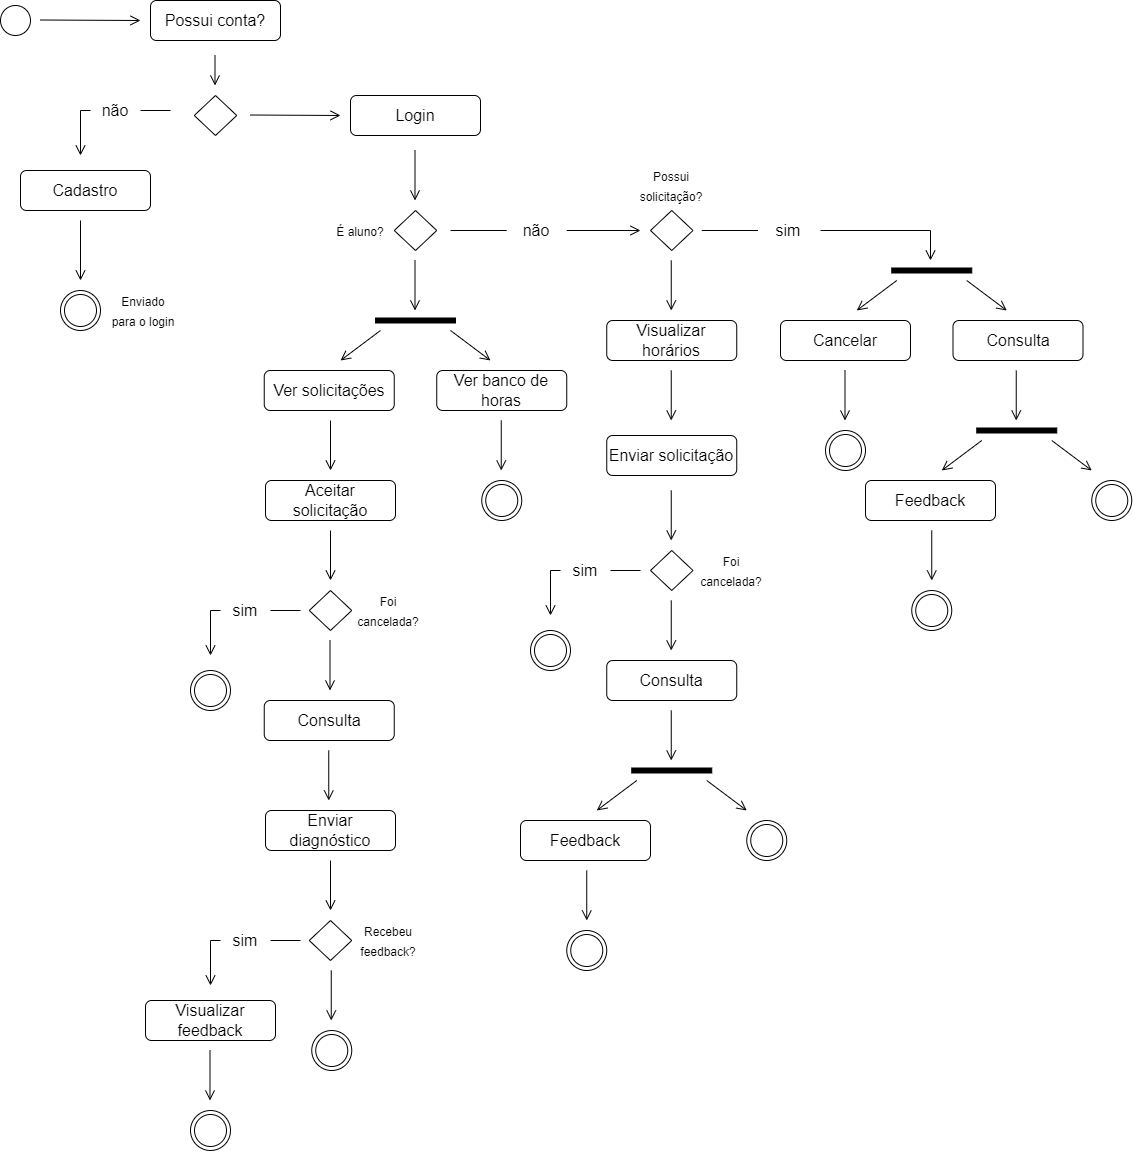 Possui conta?
não
Login
Cadastro
Possui
solicitação?
É aluno?
não
sim
Enviado
para o login
Visualizar
horários
Cancelar
Consulta
Ver solicitações
Ver banco de
horas
Enviar solicitação
Aceitar
solicitação
Feedback
sim
Foi
cancelada?
sim
Foi
cancelada?
Consulta
Consulta
Enviar
diagnóstico
Feedback
sim
Recebeu
feedback?
Visualizar
feedback